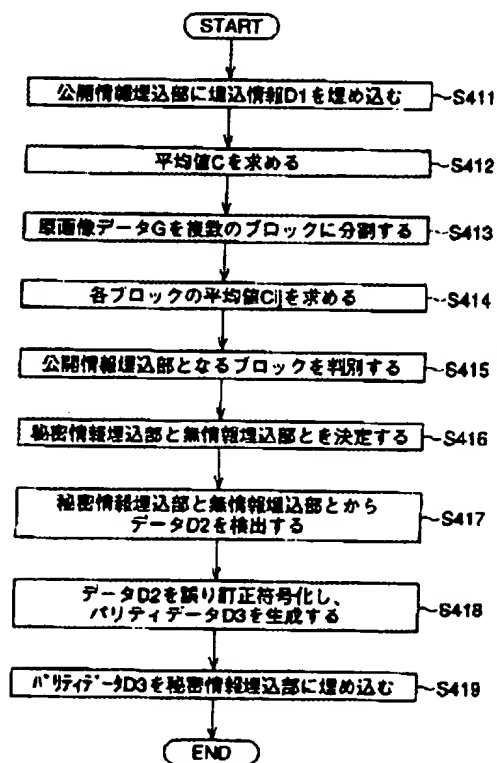 START
公開情報埋込部に埋込情報D1を埋め込む
S411
平均値Cを求める
S412
原画像データGを複数のブロックに分割する
S413
各ブロックの平均値Cijを求める
S414
公開情報埋込部となるブロックを判別する
S415
秘密情報埋込部と無情報埋込部とを決定する
S416
秘密情報埋込部と無情報埋込部とから
データD2を検出する
S417
データD2を誤り訂正符号化し、
パリティデータD3を生成する
S418
パリティデータD3を秘密情報埋込部に埋め込む
S419
END